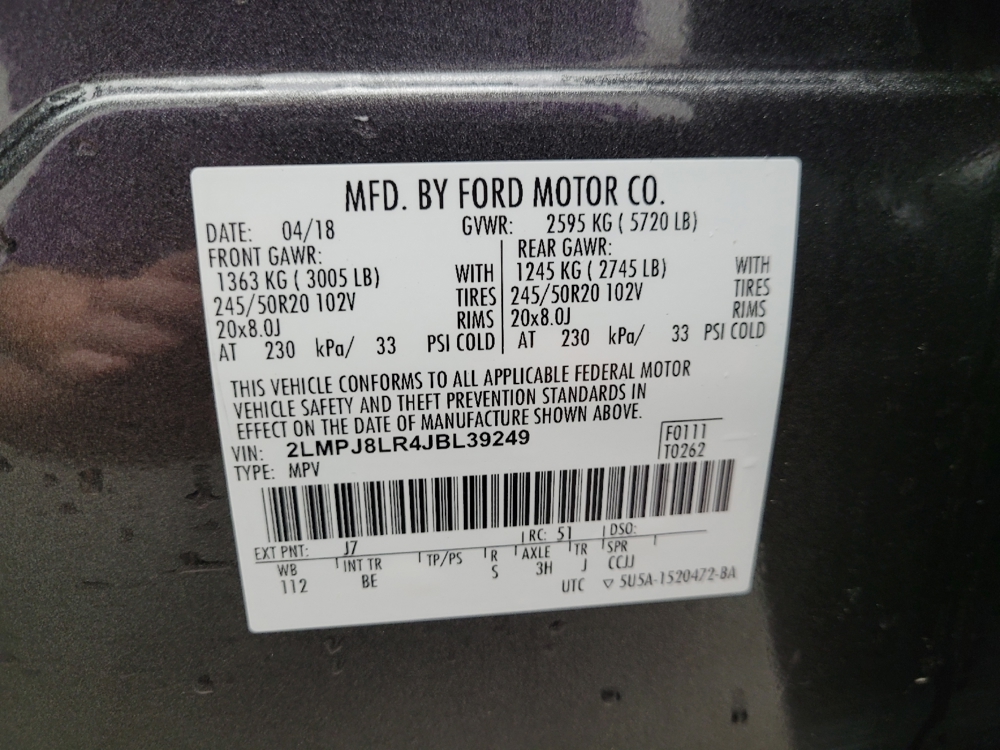 MFD. BY FORD MOTOR CO.
DATE: 04/18 GVWR: 2595 KG ( 5720 LB)
FRONT GAWR: REAR GAWR:
1363 KG ( 3005 LB) WITH 1245 KG ( 2745 LB) WITH
245/50R20 102V TIRES 245/50R20 102V TIRES
20x8.0J RIMS 20x8.0J RIMS
AT 230 kPa/ 33 PSI COLD AT 230 kPa/ 33 PSI COLD
THIS VEHICLE CONFORMS TO ALL APPLICABLE FEDERAL MOTOR
VEHICLE SAFETY AND THEFT PREVENTION STANDARDS IN
EFFECT ON THE DATE OF MANUFACTURE SHOWN ABOVE.
VIN: 2LMPJ8LR4JBL39249 F0111
TYPE: MPV T0262
EXT PNT: J7 RC: 51 DSO:
WB INT TR TP/PS R AXLE TR SPR
112 BE S 3H J CCJJ
UTC ▽ 5U5A-1520472-BA